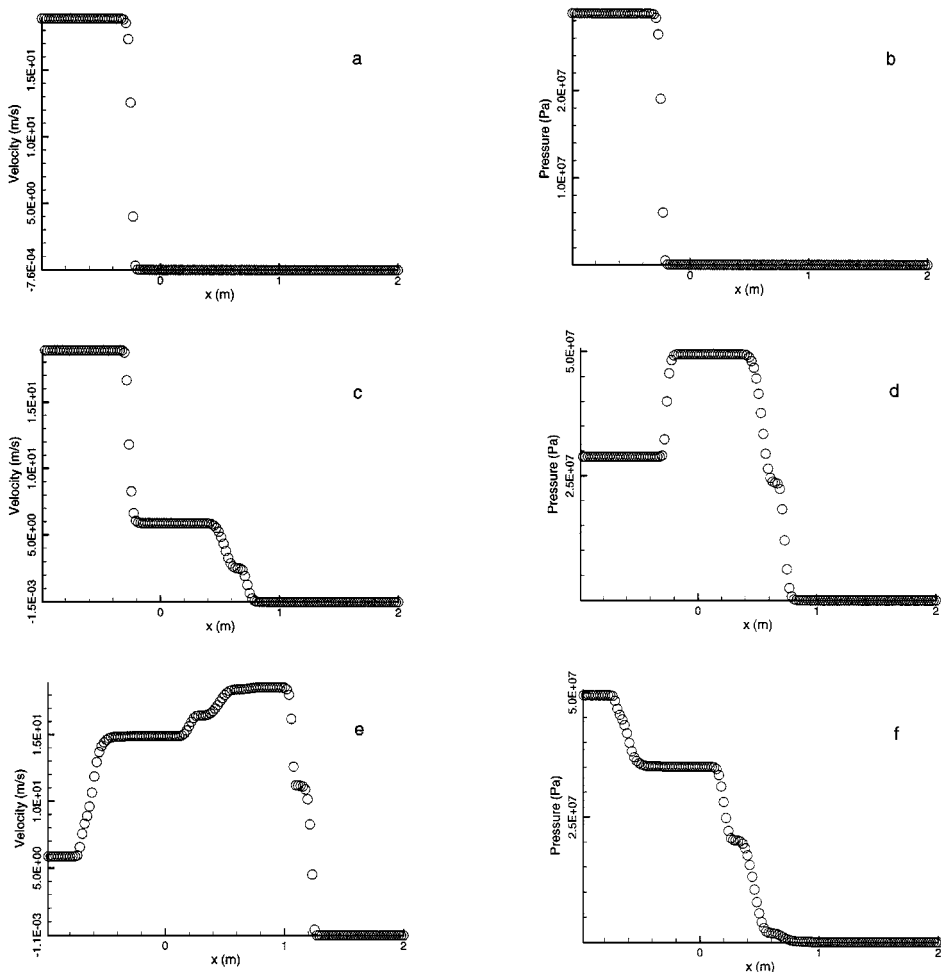 a
Velocity (m/s)
1.5E+01
1.0E+01
5.0E+00
-7.6E-04
0
1
2
x (m)
b
Pressure (Pa)
2.0E+07
1.0E+07
0
1
2
x (m)
c
Velocity (m/s)
1.5E+01
1.0E+01
5.0E+00
-1.5E-03
0
1
2
x (m)
d
Pressure (Pa)
5.0E+07
2.5E+07
0
1
2
x (m)
e
Velocity (m/s)
1.5E+01
1.0E+01
5.0E+00
-1.1E-03
0
1
2
x (m)
f
Pressure (Pa)
5.0E+07
2.5E+07
0
1
2
x (m)